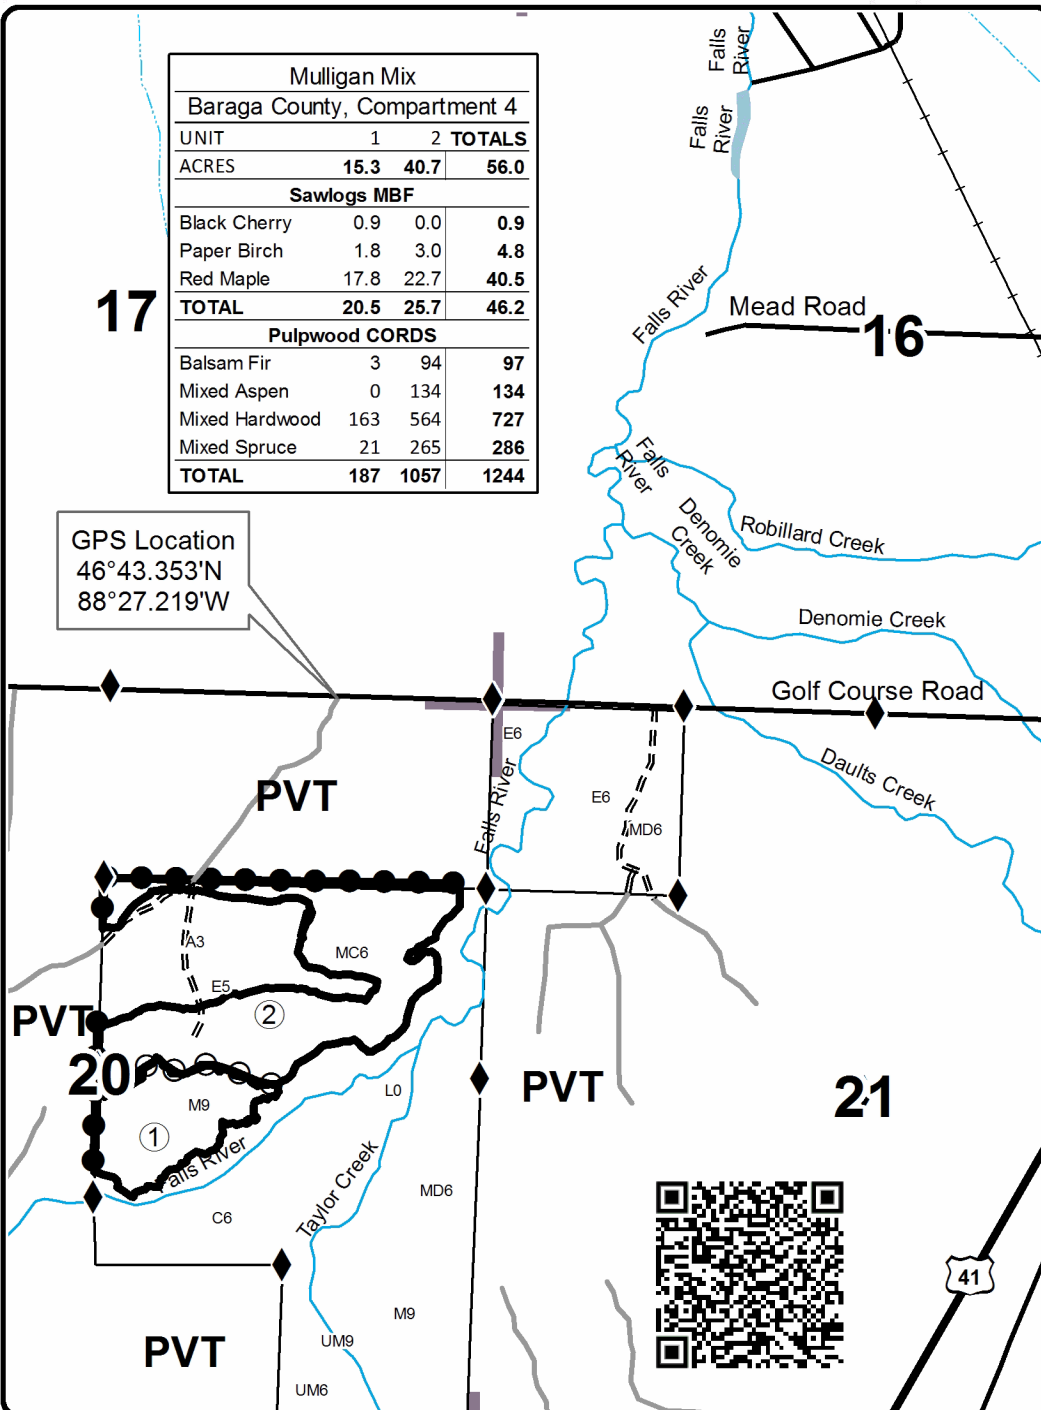 Falls River
Falls River
Mulligan Mix
Baraga County, Compartment 4
UNIT 1 2 TOTALS
ACRES 15.3 40.7 56.0
Sawlogs MBF
Black Cherry 0.9 0.0 0.9
Paper Birch 1.8 3.0 4.8
Red Maple 17.8 22.7 40.5
TOTAL 20.5 25.7 46.2
Pulpwood CORDS
Balsam Fir 3 94 97
Mixed Aspen 0 134 134
Mixed Hardwood 163 564 727
Mixed Spruce 21 265 286
TOTAL 187 1057 1244
17
Falls River
Mead Road
16
Falls River
Denomie Creek
Robillard Creek
GPS Location
46°43.353'N
88°27.219'W
Denomie Creek
Golf Course Road
E6
Daults Creek
PVT
E6
Falls River
MD6
A3
MC6
E5
2
PVT
20
L0
PVT
21
M9
1
Falls River
Taylor Creek
MD6
C6
41
M9
UM9
PVT
UM6